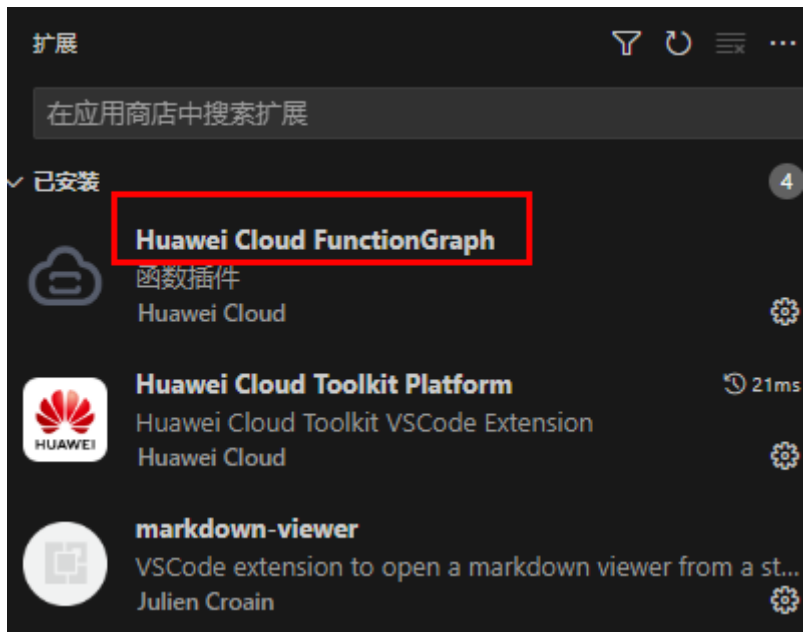 扩展
在应用商店中搜索扩展
已安装
4
Huawei Cloud FunctionGraph
函数插件
Huawei Cloud
Huawei Cloud Toolkit Platform
21ms
Huawei Cloud Toolkit VSCode Extension
HUAWEI
Huawei Cloud
markdown-viewer
VSCode extension to open a markdown viewer from a st...
Julien Croain